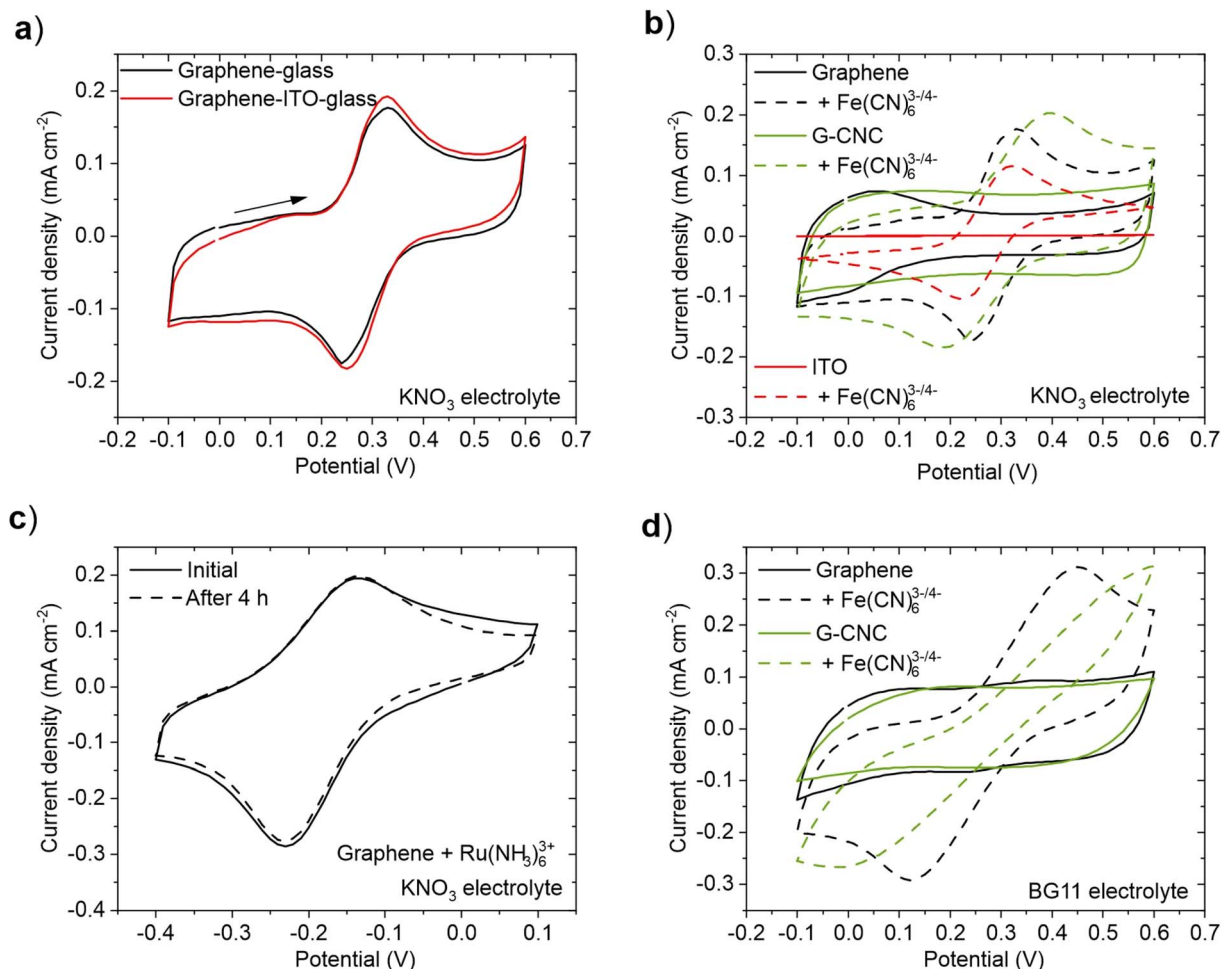 a)
Graphene-glass
Graphene-ITO-glass
0.2
0.1
0.0
-0.1
-0.2
Current density (mA cm⁻²)
KNO₃ electrolyte
-0.2 -0.1 0.0 0.1 0.2 0.3 0.4 0.5 0.6 0.7
Potential (V)
b)
Graphene
+ Fe(CN)₆³⁻/⁴⁻
G-CNC
+ Fe(CN)₆³⁻/⁴⁻
ITO
+ Fe(CN)₆³⁻/⁴⁻
0.3
0.2
0.1
0.0
-0.1
-0.2
-0.3
Current density (mA cm⁻²)
KNO₃ electrolyte
-0.2 -0.1 0.0 0.1 0.2 0.3 0.4 0.5 0.6 0.7
Potential (V)
c)
Initial
After 4 h
0.2
0.1
0.0
-0.1
-0.2
-0.3
-0.4
Current density (mA cm⁻²)
Graphene + Ru(NH₃)₆³⁺
KNO₃ electrolyte
-0.4 -0.3 -0.2 -0.1 0.0 0.1
Potential (V)
d)
Graphene
+ Fe(CN)₆³⁻/⁴⁻
G-CNC
+ Fe(CN)₆³⁻/⁴⁻
0.3
0.2
0.1
0.0
-0.1
-0.2
-0.3
Current density (mA cm⁻²)
BG11 electrolyte
-0.2 -0.1 0.0 0.1 0.2 0.3 0.4 0.5 0.6 0.7
Potential (V)